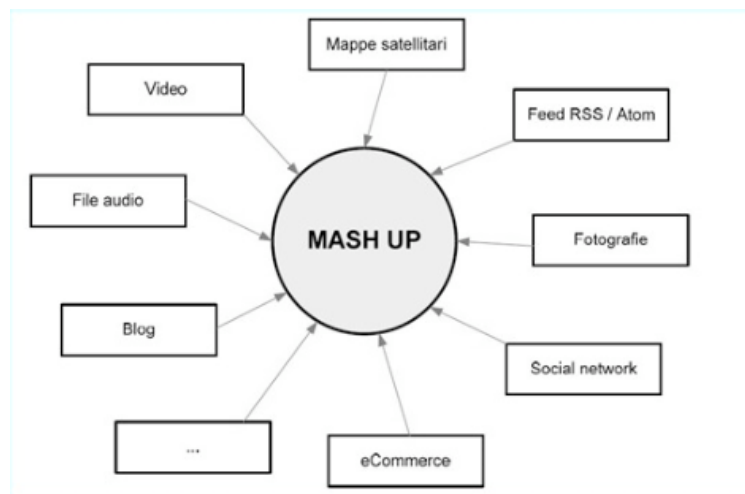 Mappe satellitari
Video
Feed RSS / Atom
File audio
MASH UP
Fotografie
Blog
Social network
...
eCommerce